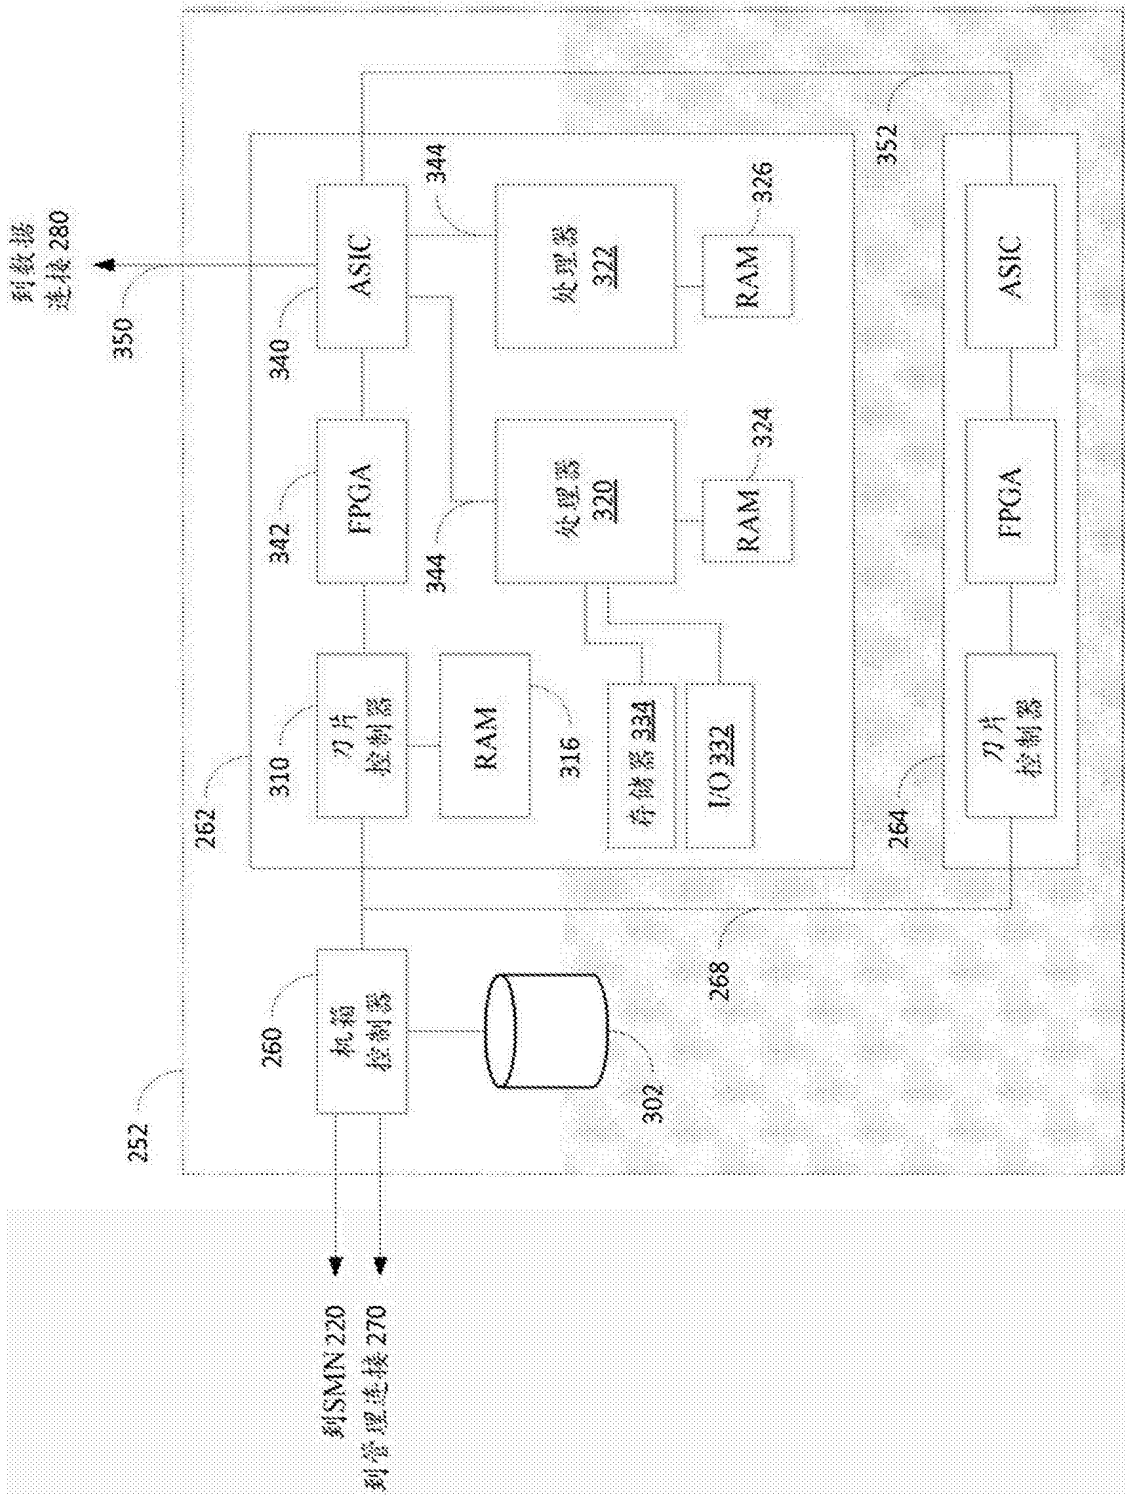 252
到SMN 220
到管理连接 270
260
机箱
控制器
302
268
262
310
刀片
控制器
RAM
316
存储器 334
I/O 332
342
FPGA
344
处理器
320
RAM
324
340
ASIC
344
处理器
322
RAM
326
350
到数据
连接 280
352
264
刀片
控制器
FPGA
ASIC